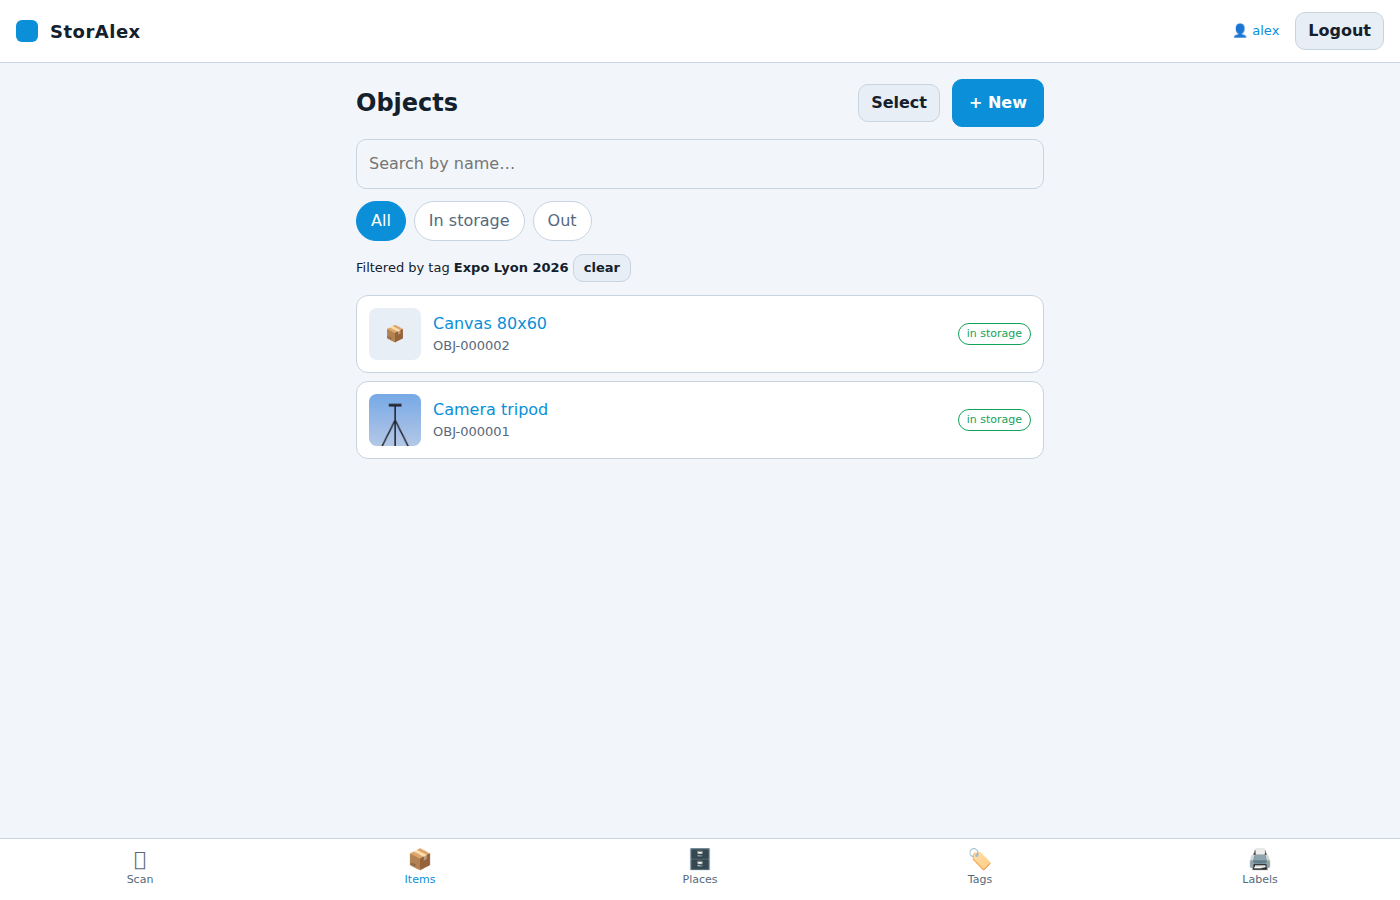 StorAlex
alex
Logout
Objects
Select
+ New
Search by name...
All
In storage
Out
Filtered by tag Expo Lyon 2026 clear
Canvas 80x60
OBJ-000002
in storage
Camera tripod
OBJ-000001
in storage
Scan
Items
Places
Tags
Labels